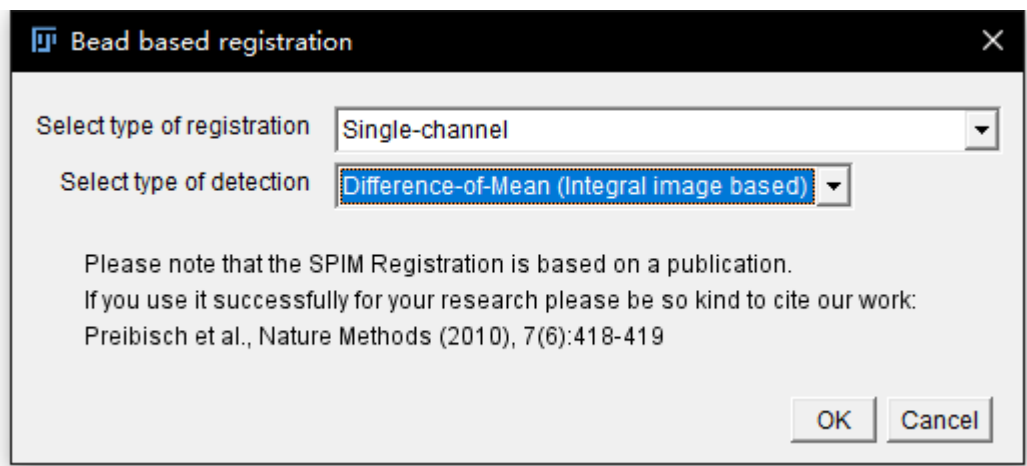 Bead based registration
Select type of registration Single-channel
Select type of detection Difference-of-Mean (Integral image based)
Please note that the SPIM Registration is based on a publication.
If you use it successfully for your research please be so kind to cite our work:
Preibisch et al., Nature Methods (2010), 7(6):418-419
OK Cancel